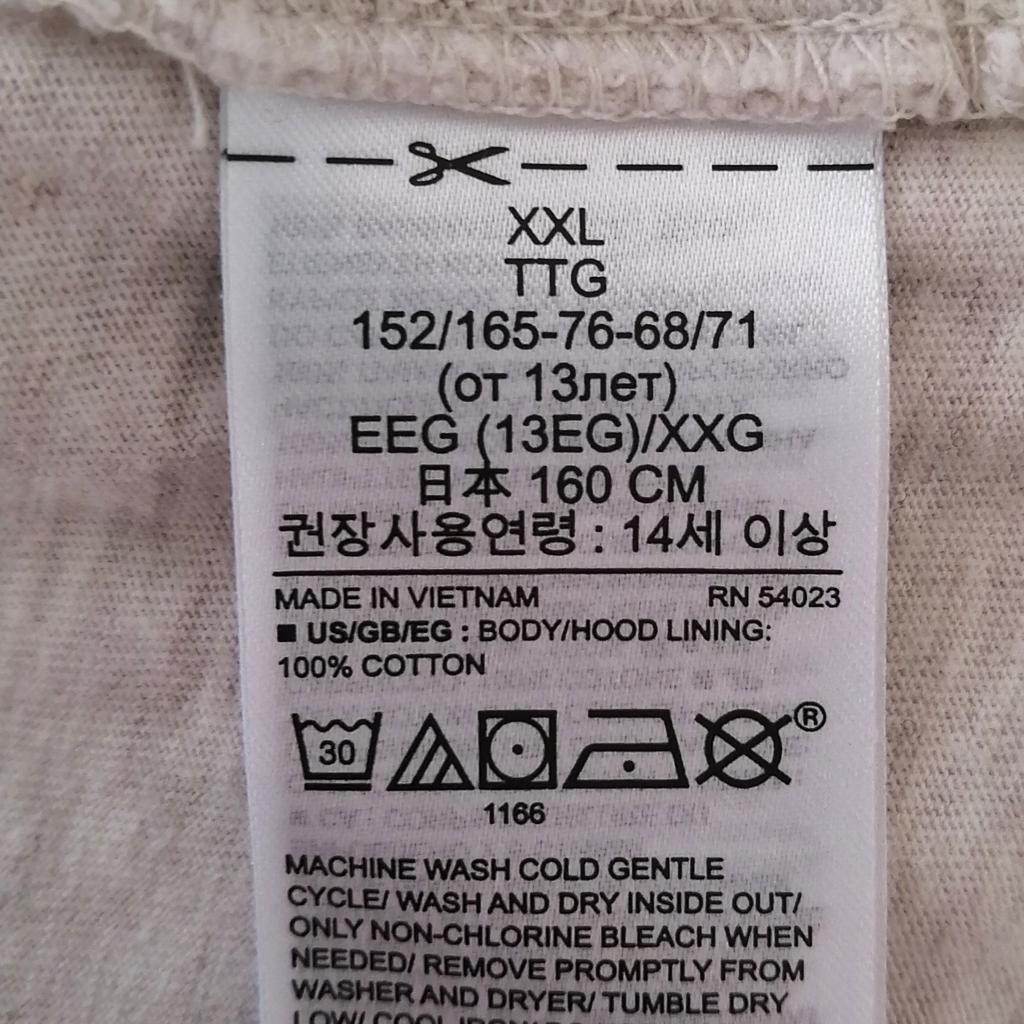 XXL
TTG
152/165-76-68/71
(от 13лет)
EEG (13EG)/XXG
日本 160 CM
권장사용연령 : 14세 이상
MADE IN VIETNAM RN 54023
■ US/GB/EG : BODY/HOOD LINING:
100% COTTON
30
®
1166
MACHINE WASH COLD GENTLE
CYCLE/ WASH AND DRY INSIDE OUT/
ONLY NON-CHLORINE BLEACH WHEN
NEEDED/ REMOVE PROMPTLY FROM
WASHER AND DRYER/ TUMBLE DRY
LOW/ COOL IRON/